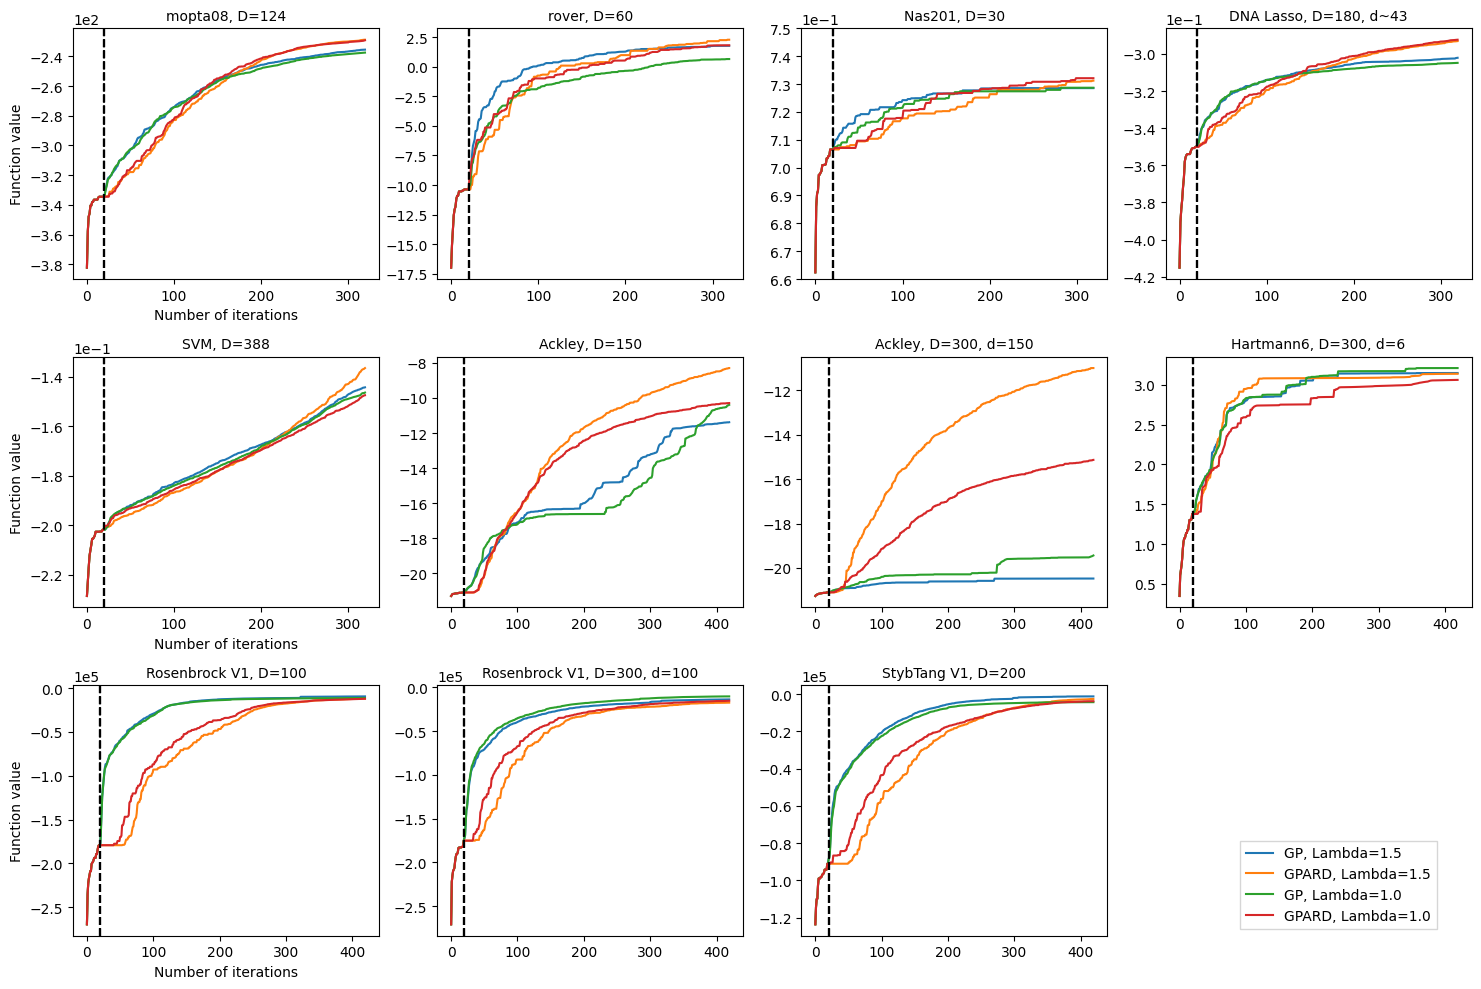 mopta08, D=124
1e2
Function value
−2.4
−2.6
−2.8
−3.0
−3.2
−3.4
−3.6
−3.8
0 100 200 300
Number of iterations
rover, D=60
2.5
0.0
−2.5
−5.0
−7.5
−10.0
−12.5
−15.0
−17.5
0 100 200 300
Nas201, D=30
1e−1
7.5
7.4
7.3
7.2
7.1
7.0
6.9
6.8
6.7
6.6
0 100 200 300
DNA Lasso, D=180, d~43
1e−1
−3.0
−3.2
−3.4
−3.6
−3.8
−4.0
−4.2
0 100 200 300
SVM, D=388
1e−1
Function value
−1.4
−1.6
−1.8
−2.0
−2.2
0 100 200 300
Number of iterations
Ackley, D=150
−8
−10
−12
−14
−16
−18
−20
0 100 200 300 400
Ackley, D=300, d=150
−12
−14
−16
−18
−20
0 100 200 300 400
Hartmann6, D=300, d=6
3.0
2.5
2.0
1.5
1.0
0.5
0 100 200 300 400
Rosenbrock V1, D=100
1e5
Function value
0.0
−0.5
−1.0
−1.5
−2.0
−2.5
0 100 200 300 400
Number of iterations
Rosenbrock V1, D=300, d=100
1e5
0.0
−0.5
−1.0
−1.5
−2.0
−2.5
0 100 200 300 400
StybTang V1, D=200
1e5
0.0
−0.2
−0.4
−0.6
−0.8
−1.0
−1.2
0 100 200 300 400
GP, Lambda=1.5
GPARD, Lambda=1.5
GP, Lambda=1.0
GPARD, Lambda=1.0